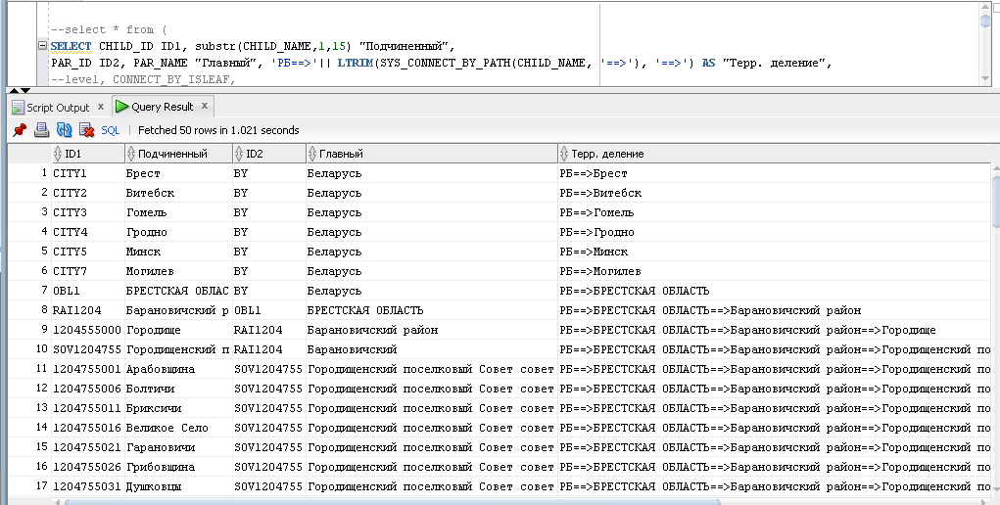 --select * from (
SELECT CHILD_ID ID1, substr(CHILD_NAME,1,15) "Подчиненный",
PAR_ID ID2, PAR_NAME "Главный", 'РБ==>'|| LTRIM(SYS_CONNECT_BY_PATH(CHILD_NAME, '==>'), '==>') AS "Терр. деление",
--level, CONNECT_BY_ISLEAF,
Script Output x Query Result x
SQL | Fetched 50 rows in 1.021 seconds
ID1 Подчиненный ID2 Главный Терр. деление
1 CITY1 Брест BY Беларусь РБ==>Брест
2 CITY2 Витебск BY Беларусь РБ==>Витебск
3 CITY3 Гомель BY Беларусь РБ==>Гомель
4 CITY4 Гродно BY Беларусь РБ==>Гродно
5 CITY5 Минск BY Беларусь РБ==>Минск
6 CITY7 Могилев BY Беларусь РБ==>Могилев
7 OBL1 БРЕСТСКАЯ ОБЛАС BY Беларусь РБ==>БРЕСТСКАЯ ОБЛАСТЬ
8 RAI1204 Барановичский р OBL1 БРЕСТСКАЯ ОБЛАСТЬ РБ==>БРЕСТСКАЯ ОБЛАСТЬ==>Барановичский район
9 1204555000 Городище RAI1204 Барановичский район РБ==>БРЕСТСКАЯ ОБЛАСТЬ==>Барановичский район==>Городище
10 SOV1204755 Городищенский п RAI1204 Барановичский РБ==>БРЕСТСКАЯ ОБЛАСТЬ==>Барановичский район==>Городищенский по
11 1204755001 Арабовщина SOV1204755 Городищенский поселковый Совет совет РБ==>БРЕСТСКАЯ ОБЛАСТЬ==>Барановичский район==>Городищенский по
12 1204755006 Болтичи SOV1204755 Городищенский поселковый Совет совет РБ==>БРЕСТСКАЯ ОБЛАСТЬ==>Барановичский район==>Городищенский по
13 1204755011 Бриксичи SOV1204755 Городищенский поселковый Совет совет РБ==>БРЕСТСКАЯ ОБЛАСТЬ==>Барановичский район==>Городищенский по
14 1204755016 Великое Село SOV1204755 Городищенский поселковый Совет совет РБ==>БРЕСТСКАЯ ОБЛАСТЬ==>Барановичский район==>Городищенский по
15 1204755021 Гарановичи SOV1204755 Городищенский поселковый Совет совет РБ==>БРЕСТСКАЯ ОБЛАСТЬ==>Барановичский район==>Городищенский по
16 1204755026 Грибовщина SOV1204755 Городищенский поселковый Совет совет РБ==>БРЕСТСКАЯ ОБЛАСТЬ==>Барановичский район==>Городищенский по
17 1204755031 Душковцы SOV1204755 Городищенский поселковый Совет совет РБ==>БРЕСТСКАЯ ОБЛАСТЬ==>Барановичский район==>Городищенский по